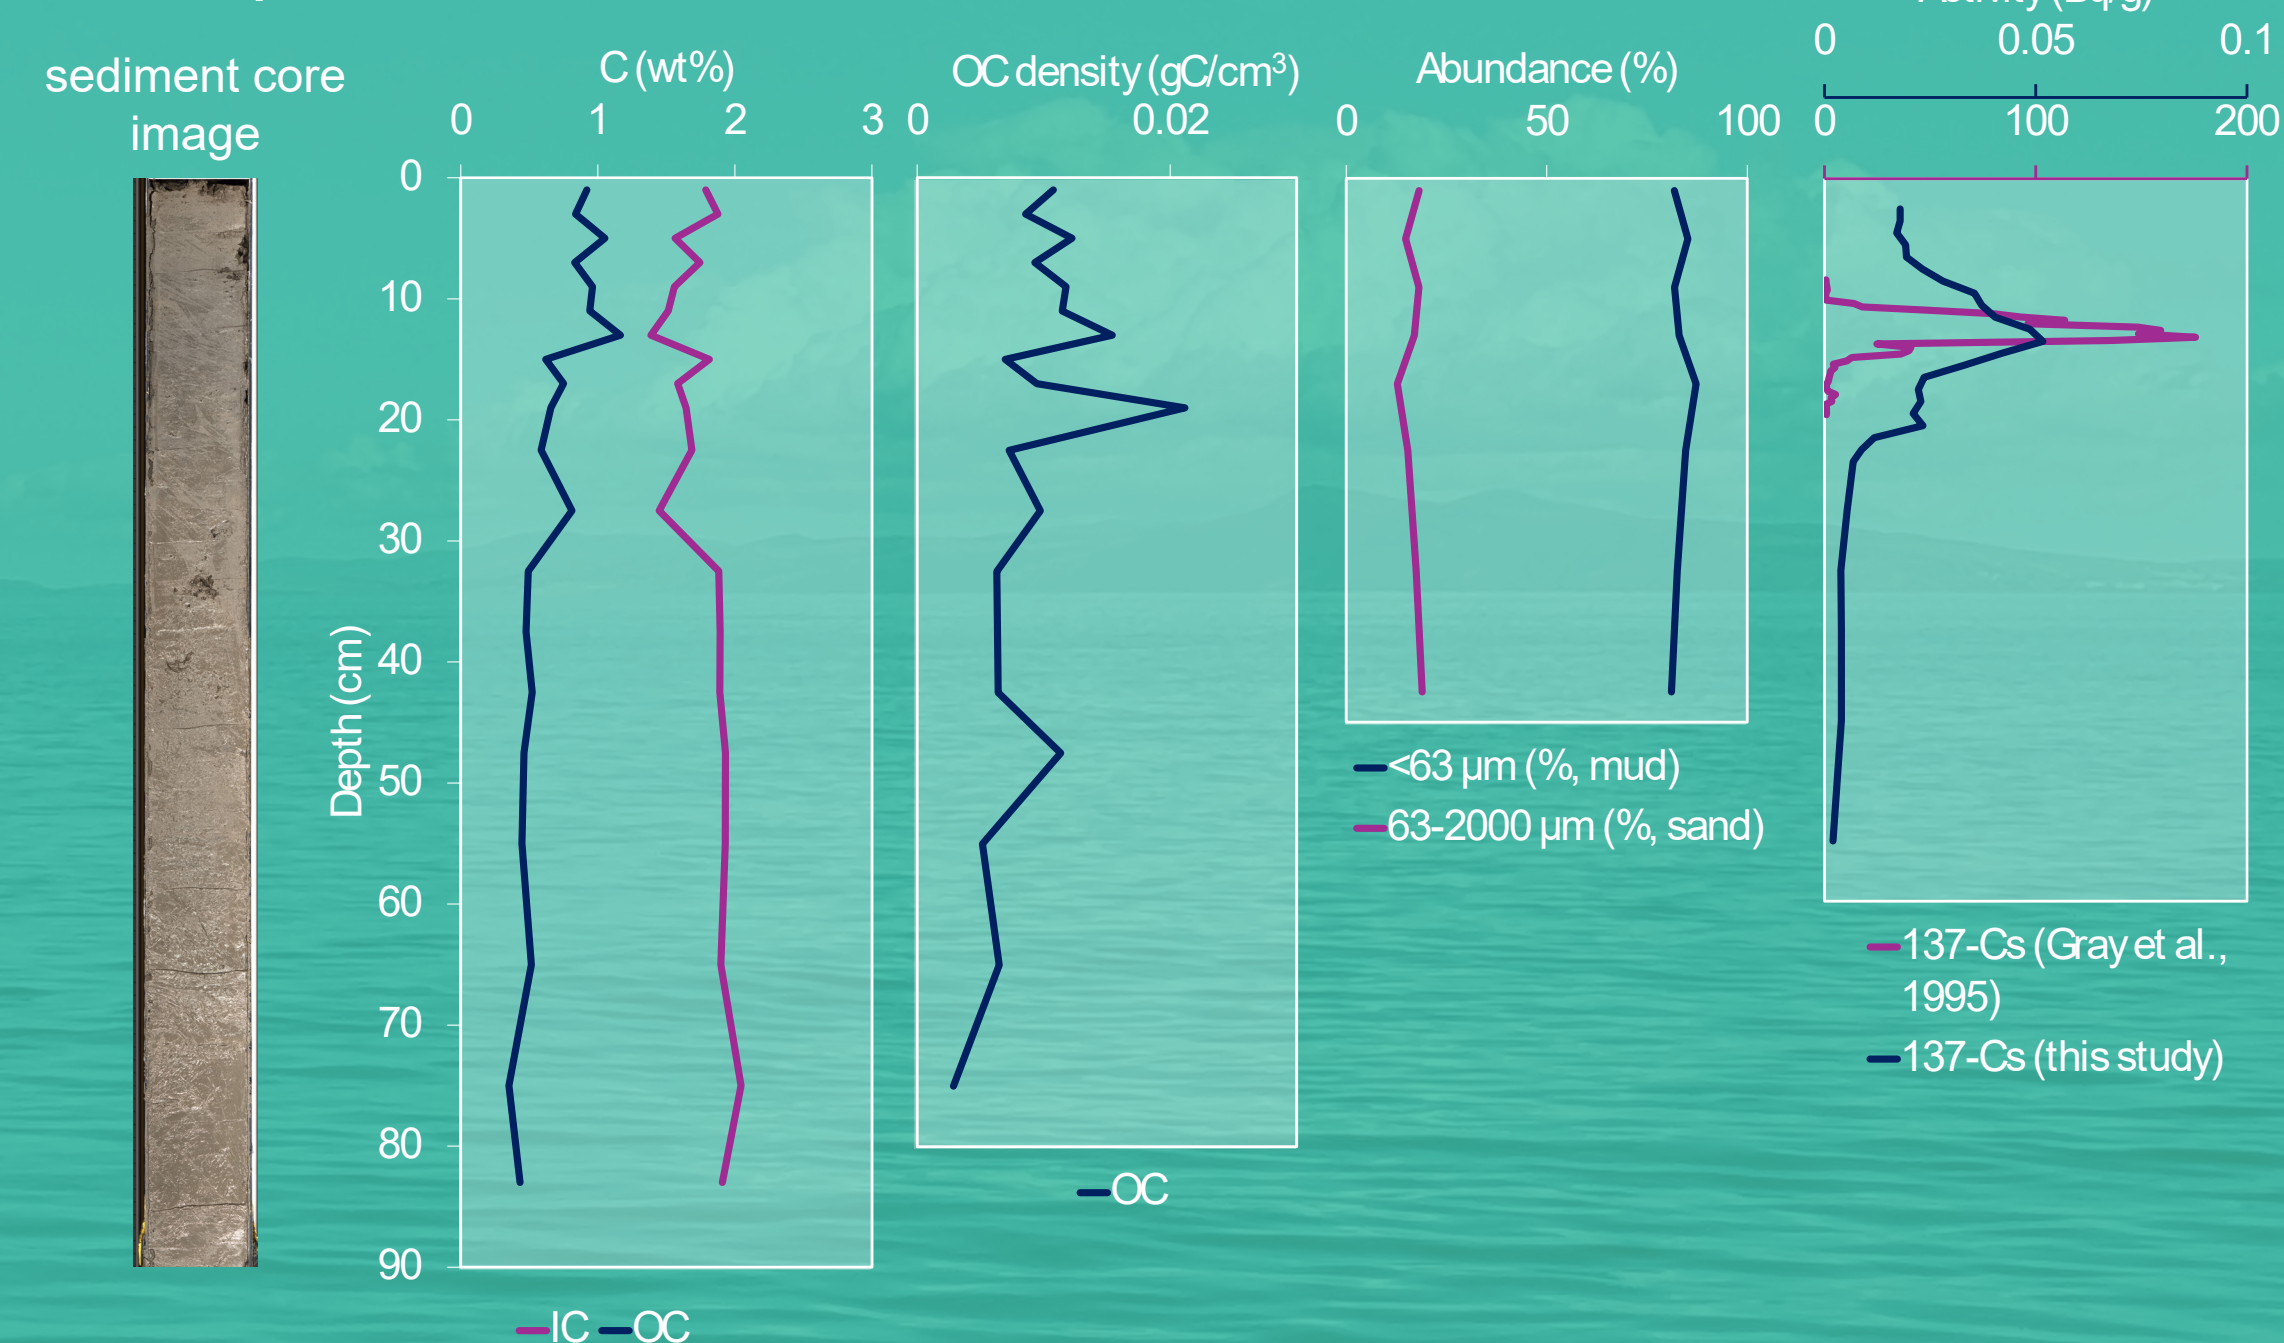 Activity (Bq/g)
0 0.05 0.1
sediment core
image
C (wt%)
0 1 2 3
OC density (gC/cm³)
0 0.02
Abundance (%)
0 50 100
0 100 200
Depth (cm)
0
10
20
30
40
50
60
70
80
90
IC OC
OC
<63 µm (%, mud)
63-2000 µm (%, sand)
137-Cs (Gray et al.,
1995)
137-Cs (this study)